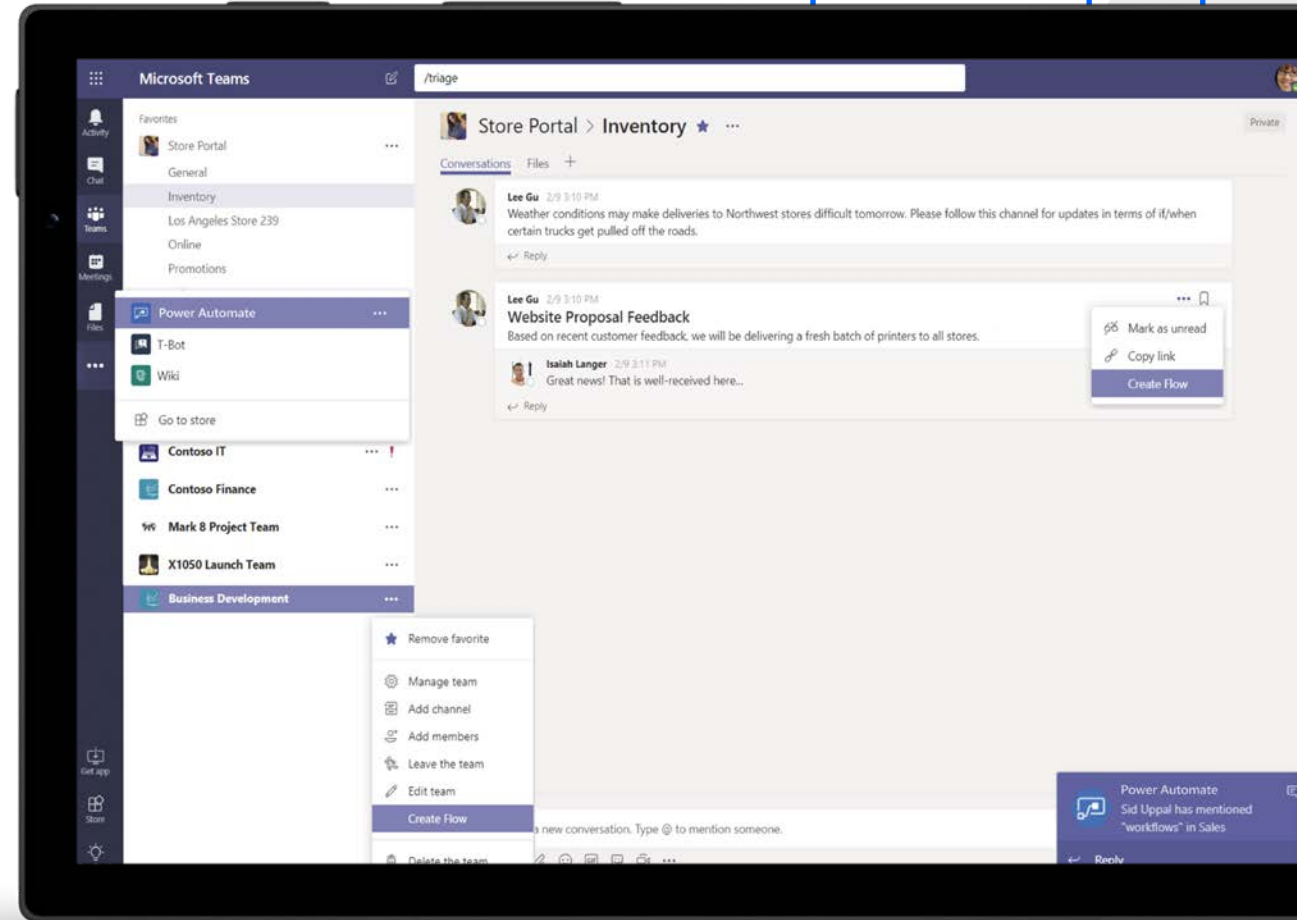 Microsoft Teams
/triage
Activity
Chat
Teams
Meetings
Files
Favorites
Store Portal
General
Inventory
Los Angeles Store 239
Online
Promotions
Power Automate
T-Bot
Wiki
Go to store
Contoso IT
Contoso Finance
Mark 8 Project Team
X1050 Launch Team
Business Development
Remove favorite
Manage team
Add channel
Add members
Leave the team
Edit team
Create Flow
Delete the team
Get app
Store
Store Portal > Inventory
Private
Conversations Files
Lee Gu 2/9 3:10 PM
Weather conditions may make deliveries to Northwest stores difficult tomorrow. Please follow this channel for updates in terms of if/when
certain trucks get pulled off the roads.
Reply
Lee Gu 2/9 3:10 PM
Website Proposal Feedback
Based on recent customer feedback, we will be delivering a fresh batch of printers to all stores.
Isaiah Langer 2/9 3:11 PM
Great news! That is well-received here...
Reply
Mark as unread
Copy link
Create Flow
a new conversation. Type @ to mention someone.
Power Automate
Sid Uppal has mentioned
"workflows" in Sales
Reply